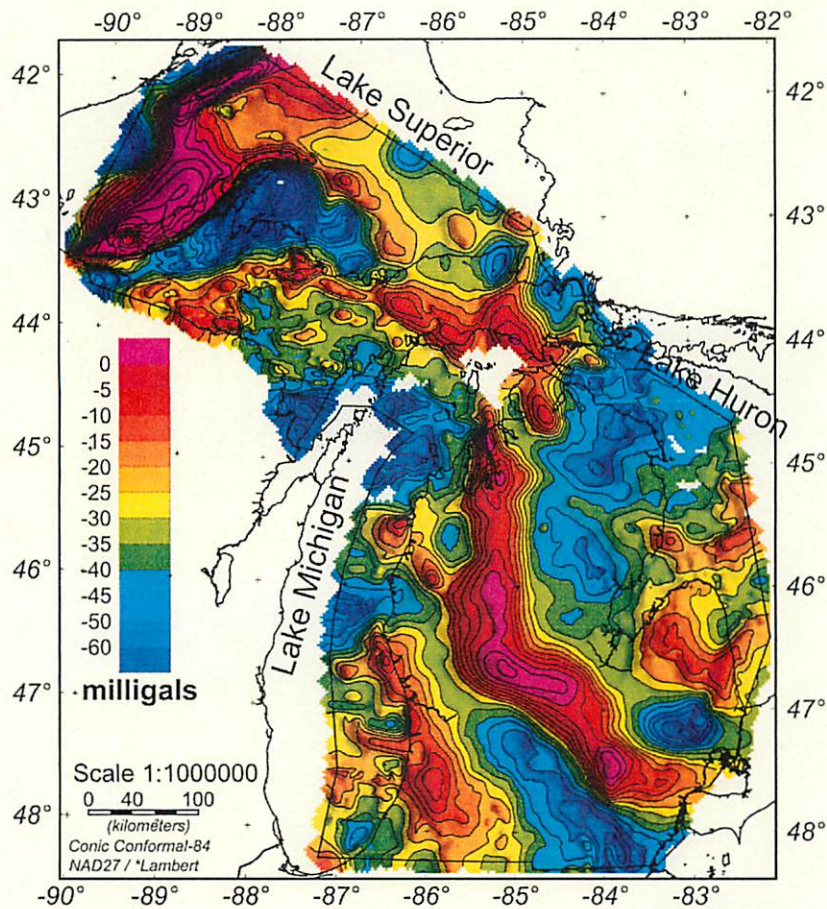 -90° -89° -88° -87° -86° -85° -84° -83° -82°
42° 42°
43° 43°
44° 44°
45° 45°
46° 46°
47° 47°
48° 48°
Lake Superior
Lake Huron
Lake Michigan
0
-5
-10
-15
-20
-25
-30
-35
-40
-45
-50
-60
milligals
Scale 1:1000000
0 40 80 100
(kilometers)
Conic Conformal-84
NAD27 / *Lambert
-90° -89° -88° -87° -86° -85° -84° -83°